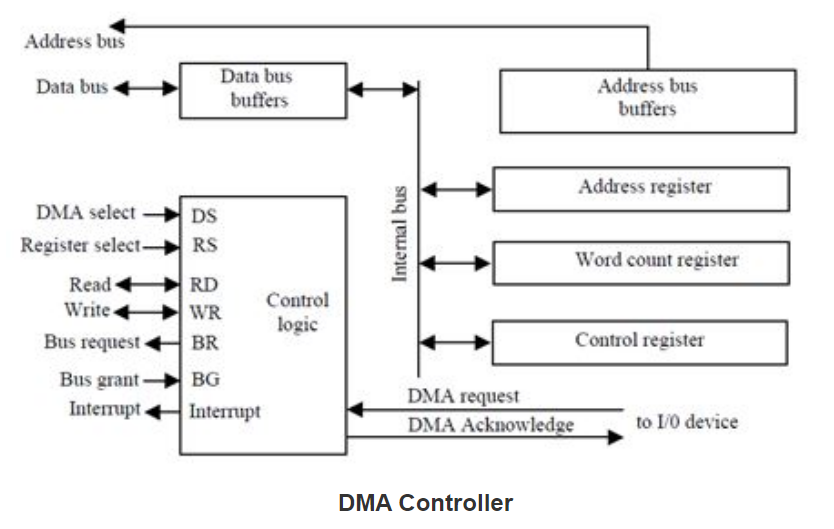 Address bus
Data bus
Data bus
buffers
Address bus
buffers
Internal bus
Address register
Word count register
Control register
DMA select
DS
Register select
RS
Read
RD
Write
WR
Bus request
BR
Bus grant
BG
Interrupt
Interrupt
Control
logic
DMA request
DMA Acknowledge
to I/0 device
DMA Controller